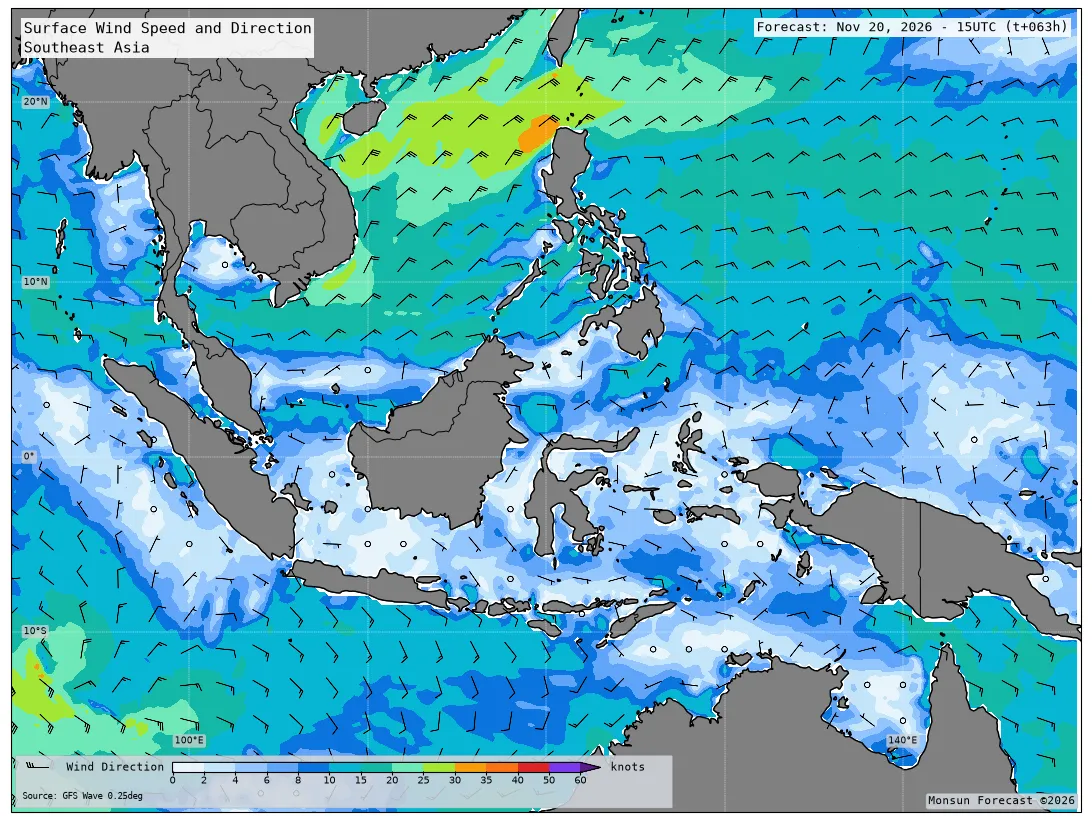 Surface Wind Speed and Direction
Southeast Asia
Forecast: Nov 20, 2026 - 15UTC (t+063h)
20°N
10°N
0°
10°S
100°E
140°E
Wind Direction
0 2 4 6 8 10 15 20 25 30 35 40 50 60
knots
Source: GFS Wave 0.25deg
Monsun Forecast ©2026